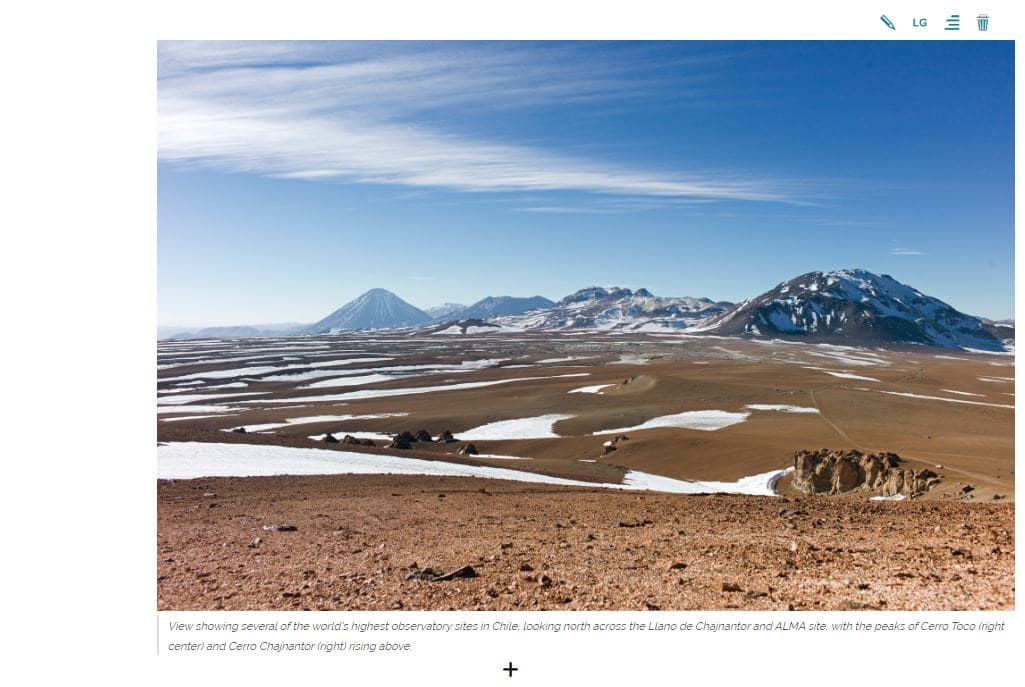 LG
View showing several of the world's highest observatory sites in Chile, looking north across the Llano de Chajnantor and ALMA site, with the peaks of Cerro Toco (right
center) and Cerro Chajnantor (right) rising above.